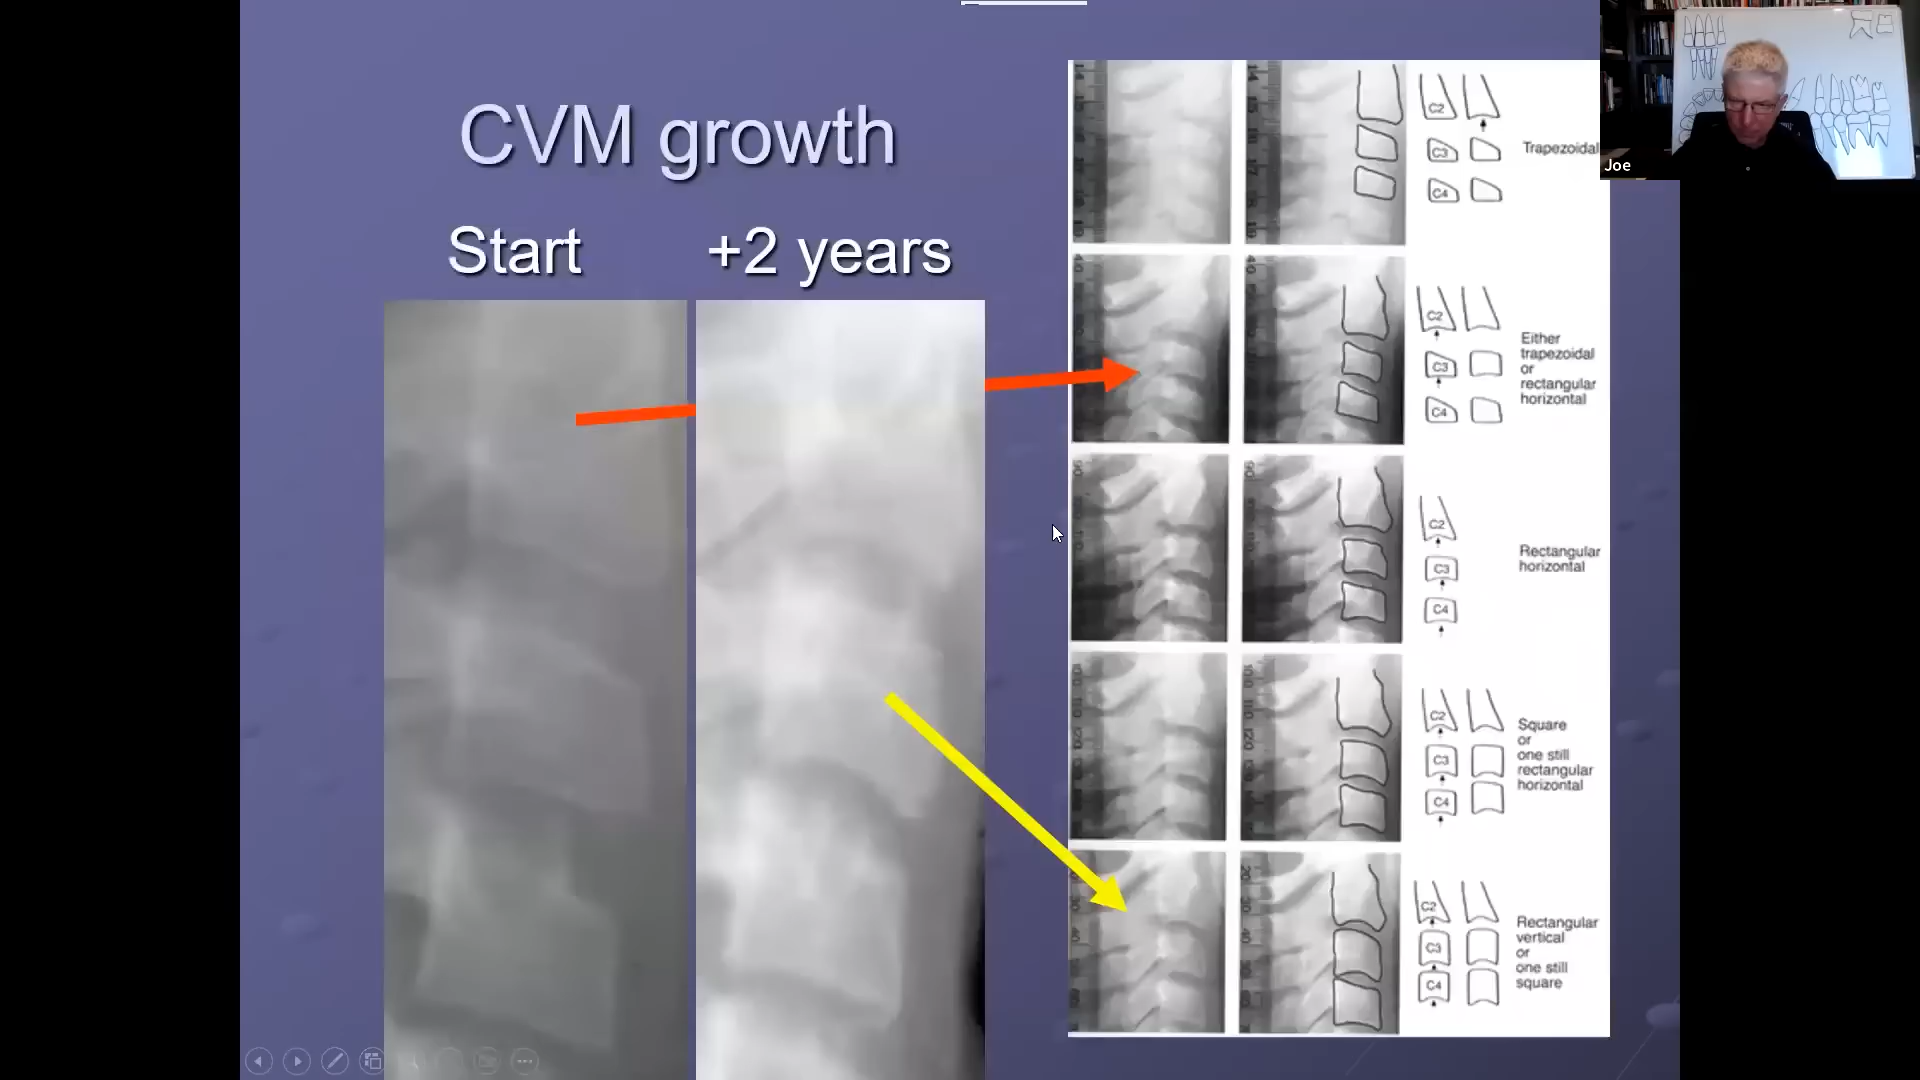 CVM growth
Start +2 years
C2
C3
C4
Trapezoidal
C2
C3
C4
Either
trapezoidal
or
rectangular
horizontal
C2
C3
C4
Rectangular
horizontal
C2
C3
C4
Square
or
one still
rectangular
horizontal
C2
C3
C4
Rectangular
vertical
or
one still
square
Joe